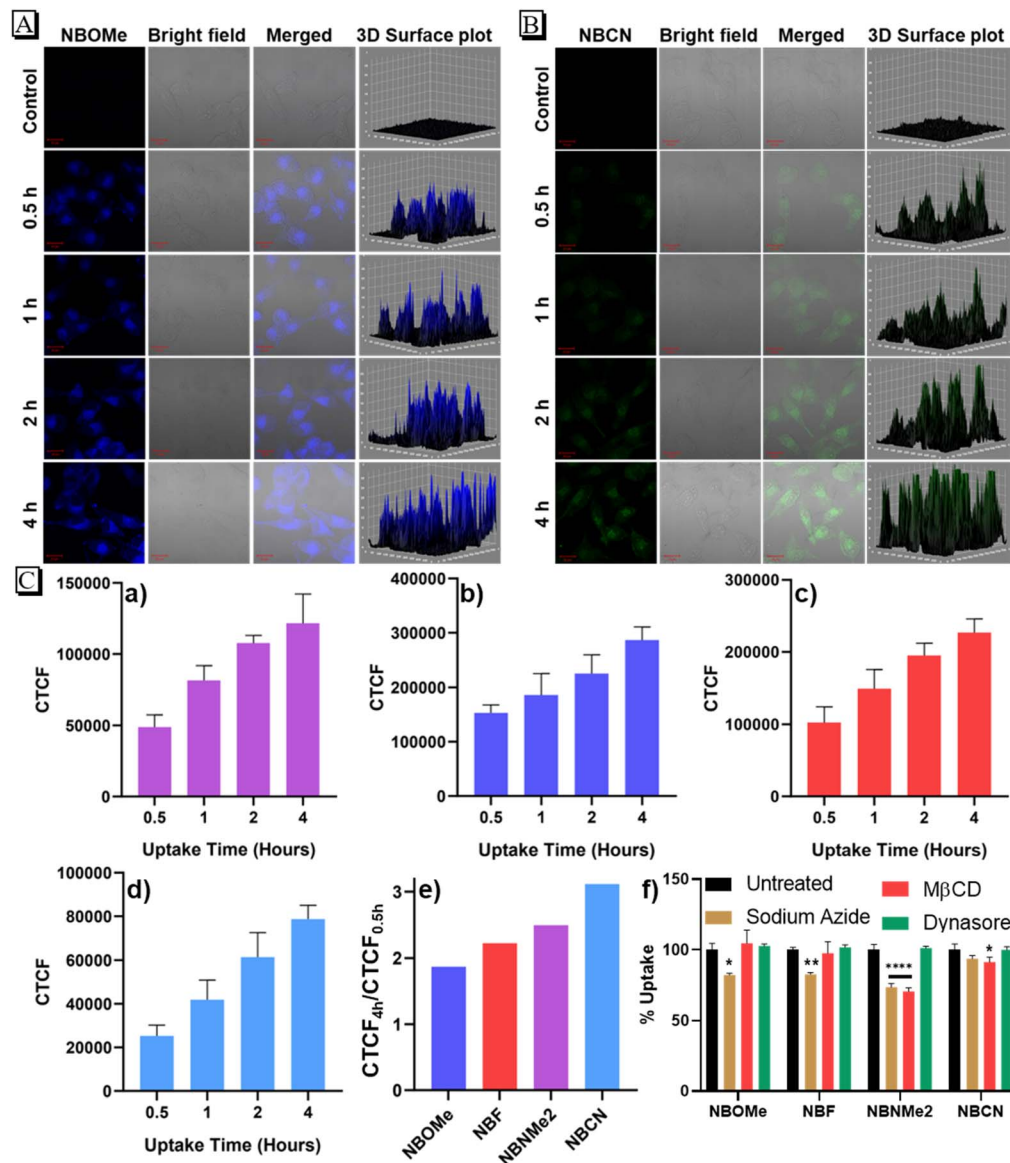 A
NBOMe Bright field Merged 3D Surface plot
Control
0.5 h
1 h
2 h
4 h
B
NBCN Bright field Merged 3D Surface plot
Control
0.5 h
1 h
2 h
4 h
C
a)
CTCF
150000
100000
50000
0
0.5 1 2 4
Uptake Time (Hours)
b)
CTCF
400000
300000
200000
100000
0
0.5 1 2 4
Uptake Time (Hours)
c)
CTCF
300000
200000
100000
0
0.5 1 2 4
Uptake Time (Hours)
d)
CTCF
100000
80000
60000
40000
20000
0
0.5 1 2 4
Uptake Time (Hours)
e)
CTCF4h/CTCF0.5h
3
2
1
0
NBOMe NBF NBNMe2 NBCN
f)
Untreated MβCD
Sodium Azide Dynasore
% Uptake
150
100
50
0
* ** **** *
NBOMe NBF NBNMe2 NBCN